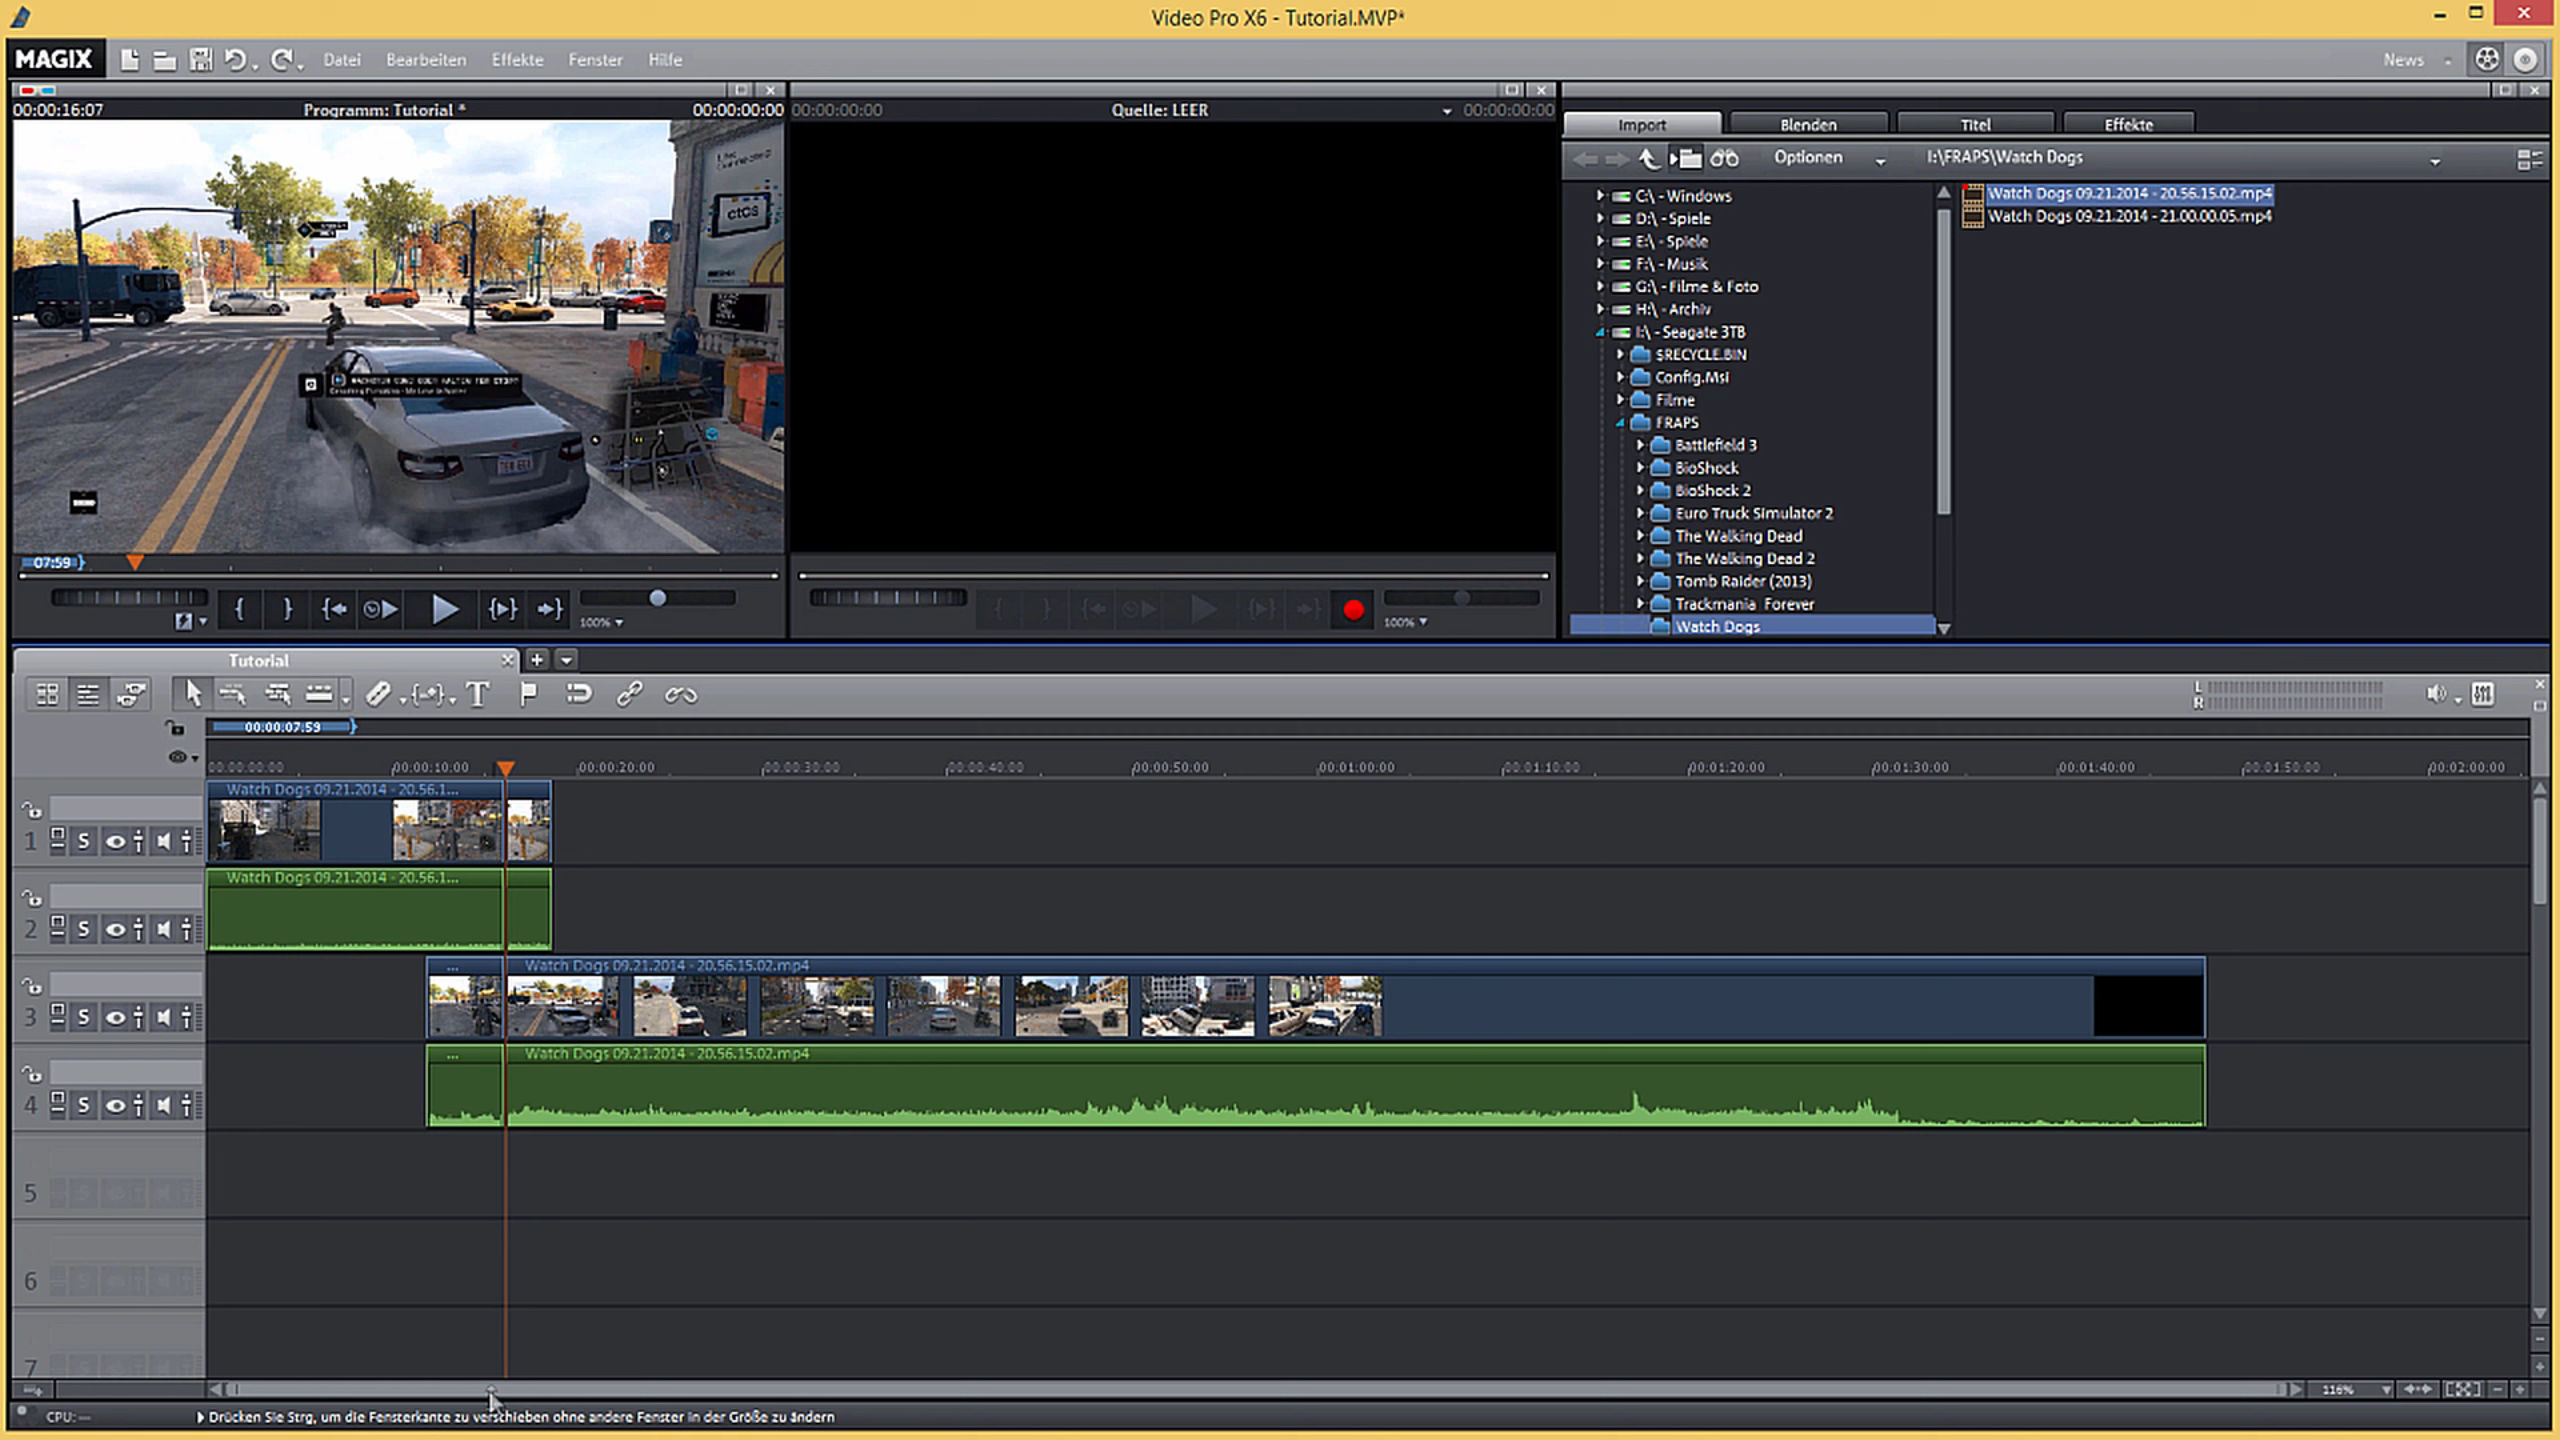 Video Pro X6 - Tutorial.MVP*
MAGIX Datei Bearbeiten Effekte Fenster Hilfe News
00:00:16:07 Programm: Tutorial * 00:00:00:00
00:00:00:00 Quelle: LEER 00:00:00:00
Import Blenden Titel Effekte
Optionen I:\FRAPS\Watch Dogs
C:\ - Windows
D:\ - Spiele
E:\ - Spiele
F:\ - Musik
G:\ - Filme & Foto
H:\ - Archiv
I:\ - Seagate 3TB
$RECYCLE.BIN
Config.Msi
Filme
FRAPS
Battlefield 3
BioShock
BioShock 2
Euro Truck Simulator 2
The Walking Dead
The Walking Dead 2
Tomb Raider (2013)
Trackmania Forever
Watch Dogs
Watch Dogs 09.21.2014 - 20.56.15.02.mp4
Watch Dogs 09.21.2014 - 21.00.00.05.mp4
ctOS
07:59
100%
100%
Tutorial
L
R
00:00:07:59
00:00:00:00 00:00:10:00 00:00:20:00 00:00:30:00 00:00:40:00 00:00:50:00 00:01:00:00 00:01:10:00 00:01:20:00 00:01:30:00 00:01:40:00 00:01:50:00 00:02:00:00
Watch Dogs 09.21.2014 - 20.56.1...
1 S
Watch Dogs 09.21.2014 - 20.56.1...
2 S
... Watch Dogs 09.21.2014 - 20.56.15.02.mp4
3 S
... Watch Dogs 09.21.2014 - 20.56.15.02.mp4
4 S
5 S
6 S
7
116%
CPU: —
Drücken Sie Strg, um die Fensterkante zu verschieben ohne andere Fenster in der Größe zu ändern